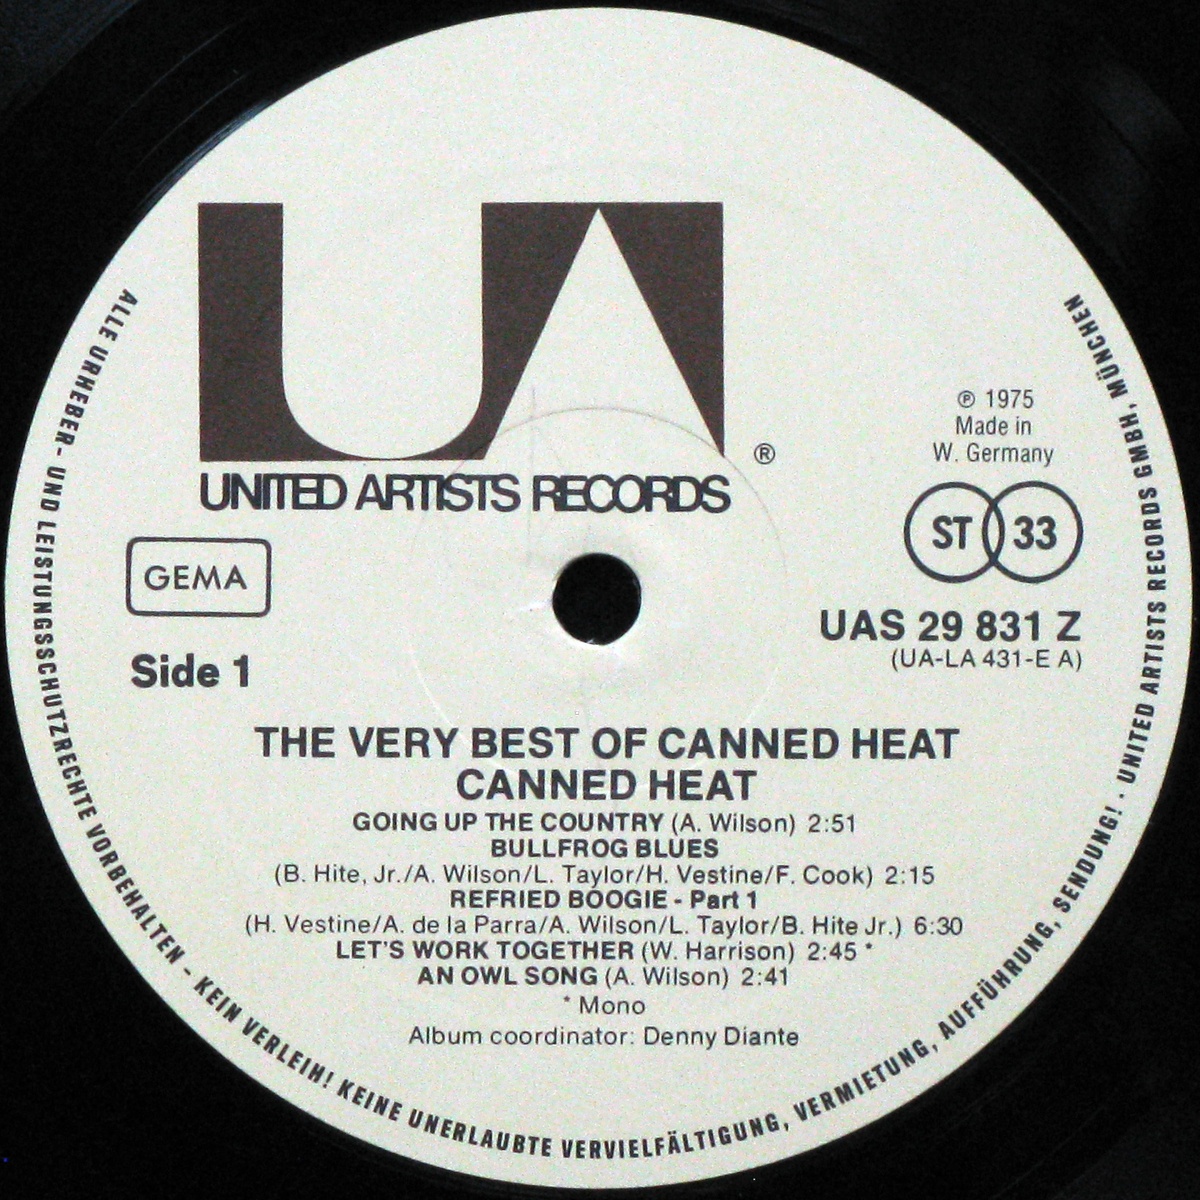 UA
®
UNITED ARTISTS RECORDS
℗ 1975
Made in
W. Germany
ST 33
GEMA
UAS 29 831 Z
(UA-LA 431-E A)
Side 1
THE VERY BEST OF CANNED HEAT
CANNED HEAT
GOING UP THE COUNTRY (A. Wilson) 2:51
BULLFROG BLUES
(B. Hite, Jr./A. Wilson/L. Taylor/H. Vestine/F. Cook) 2:15
REFRIED BOOGIE - Part 1
(H. Vestine/A. de la Parra/A. Wilson/L. Taylor/B. Hite Jr.) 6:30
LET'S WORK TOGETHER (W. Harrison) 2:45 *
AN OWL SONG (A. Wilson) 2:41
* Mono
Album coordinator: Denny Diante
ALLE URHEBER- UND LEISTUNGSSCHUTZRECHTE VORBEHALTEN - KEIN VERLEIH! KEINE UNERLAUBTE VERVIELFÄLTIGUNG, VERMIETUNG, AUFFÜHRUNG, SENDUNG! · UNITED ARTISTS RECORDS GMBH, MÜNCHEN